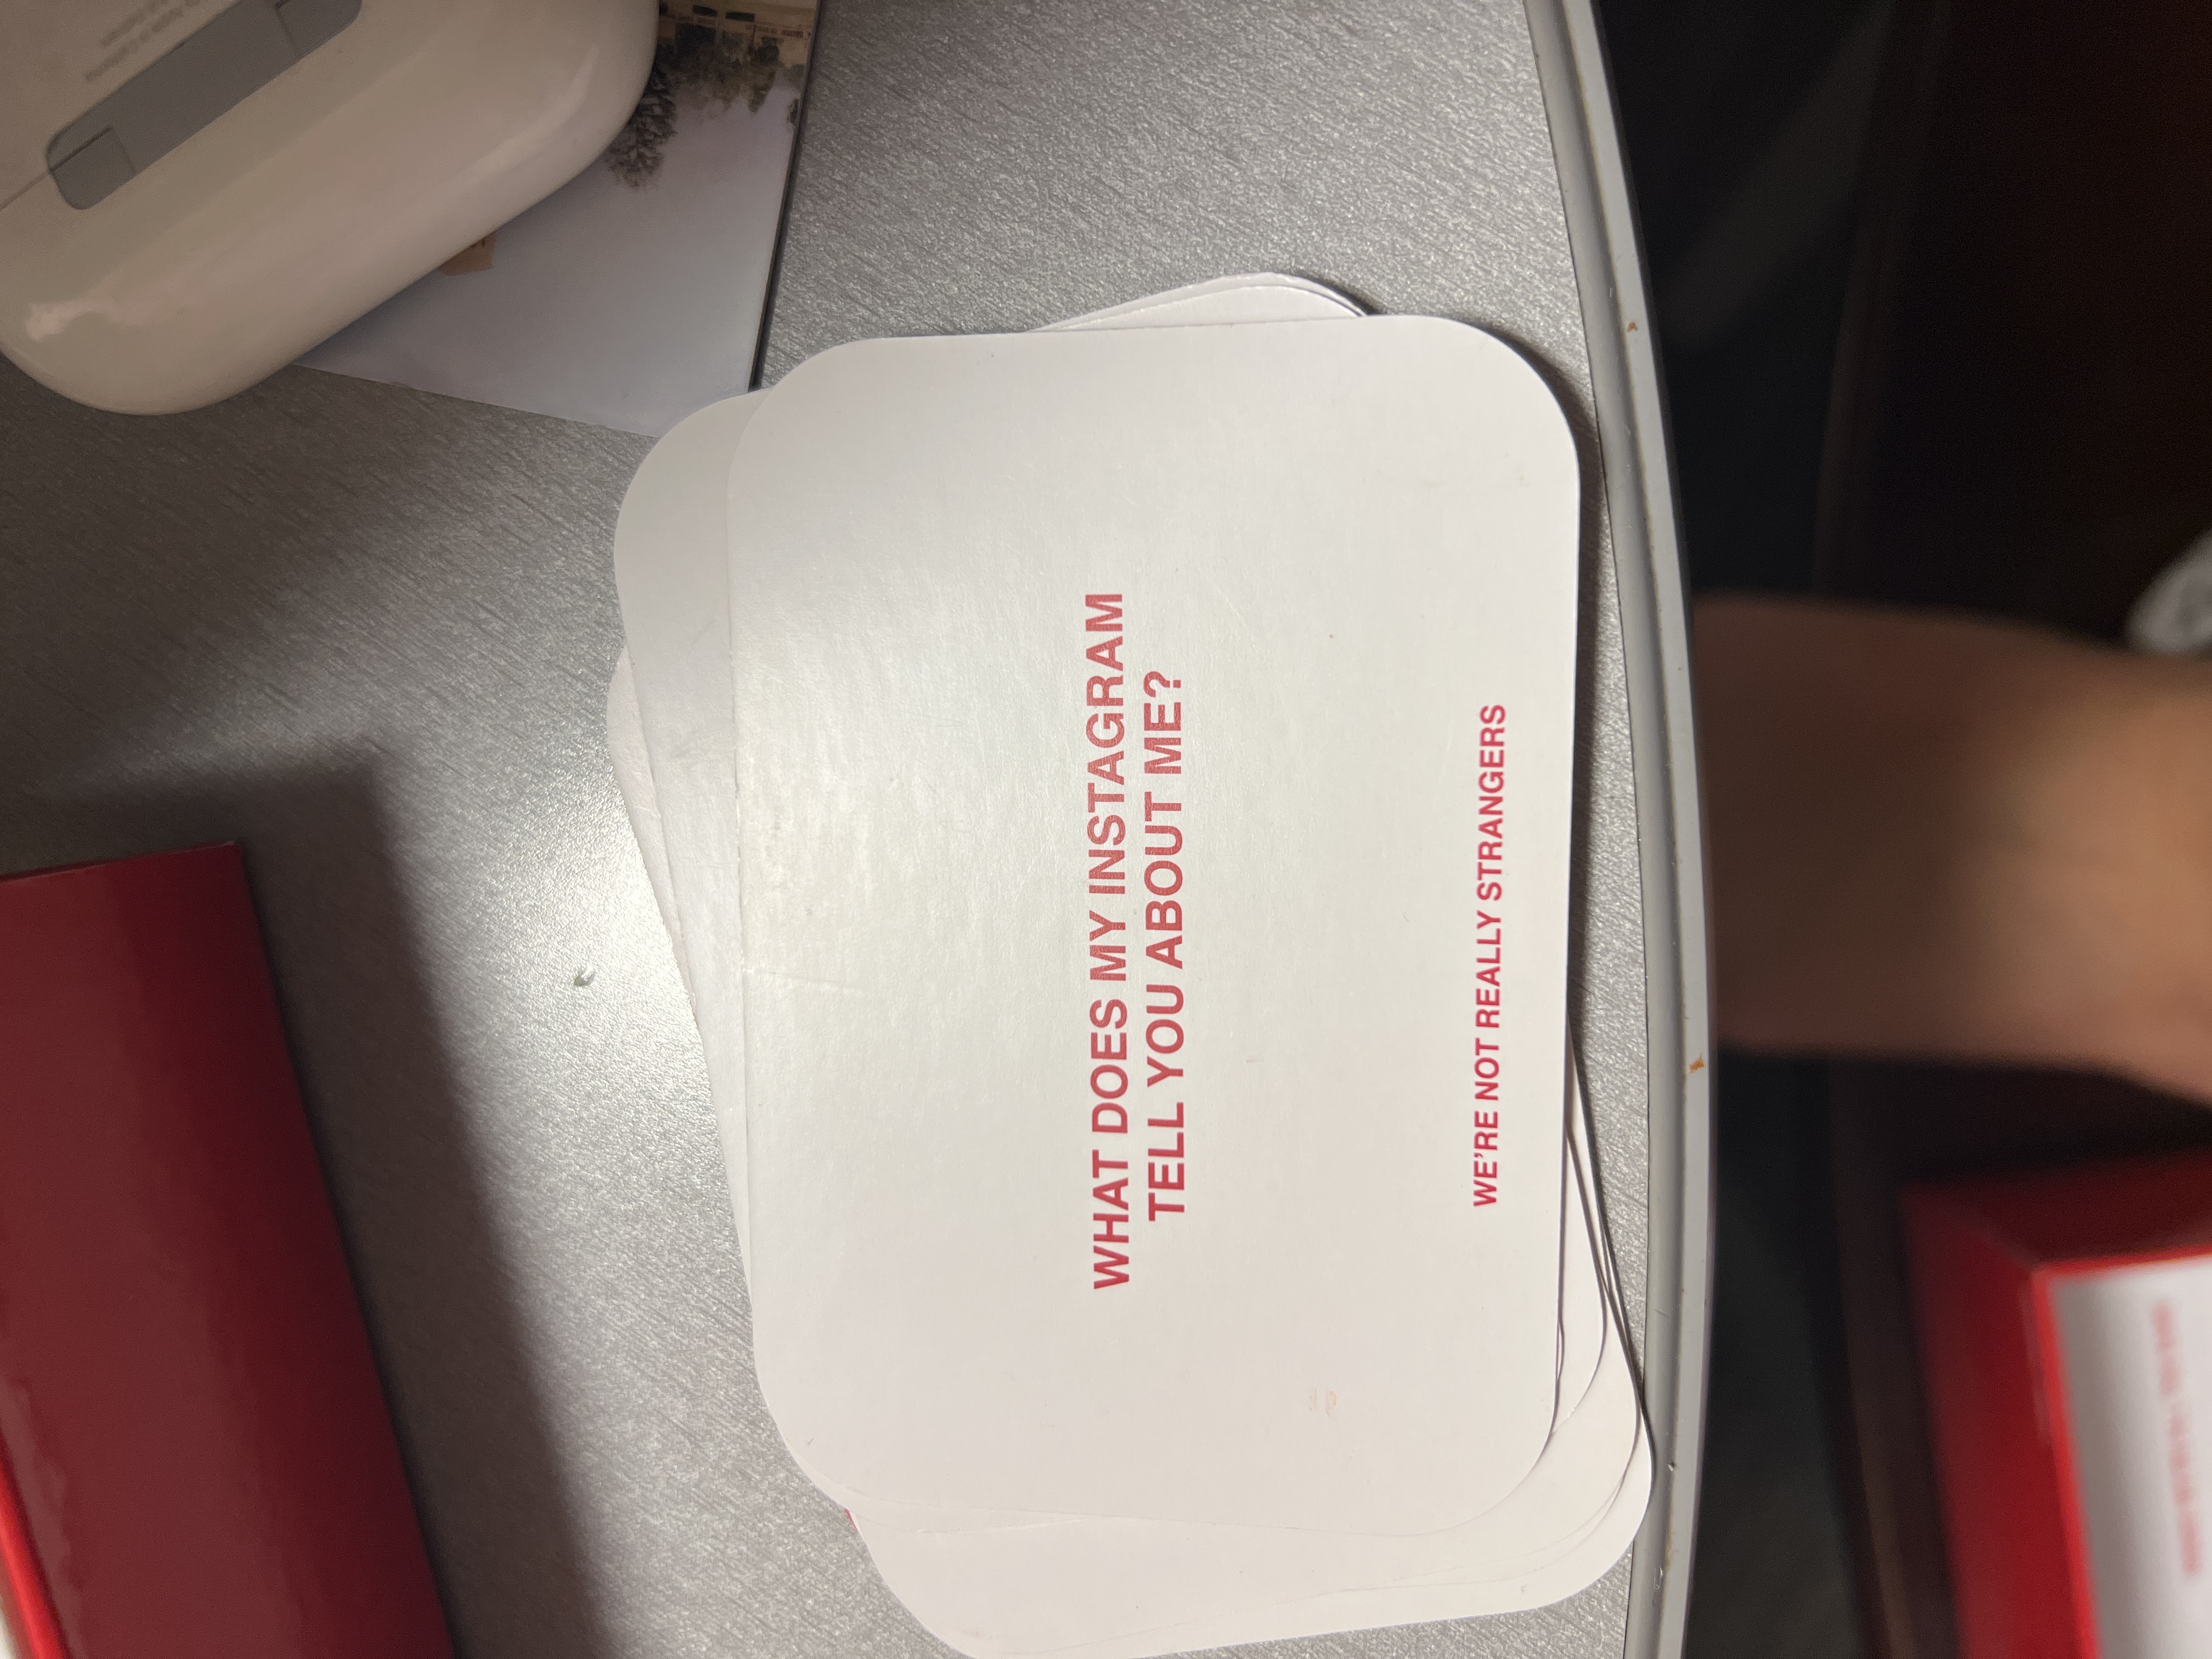 WHAT DOES MY INSTAGRAM
TELL YOU ABOUT ME?
WE'RE NOT REALLY STRANGERS